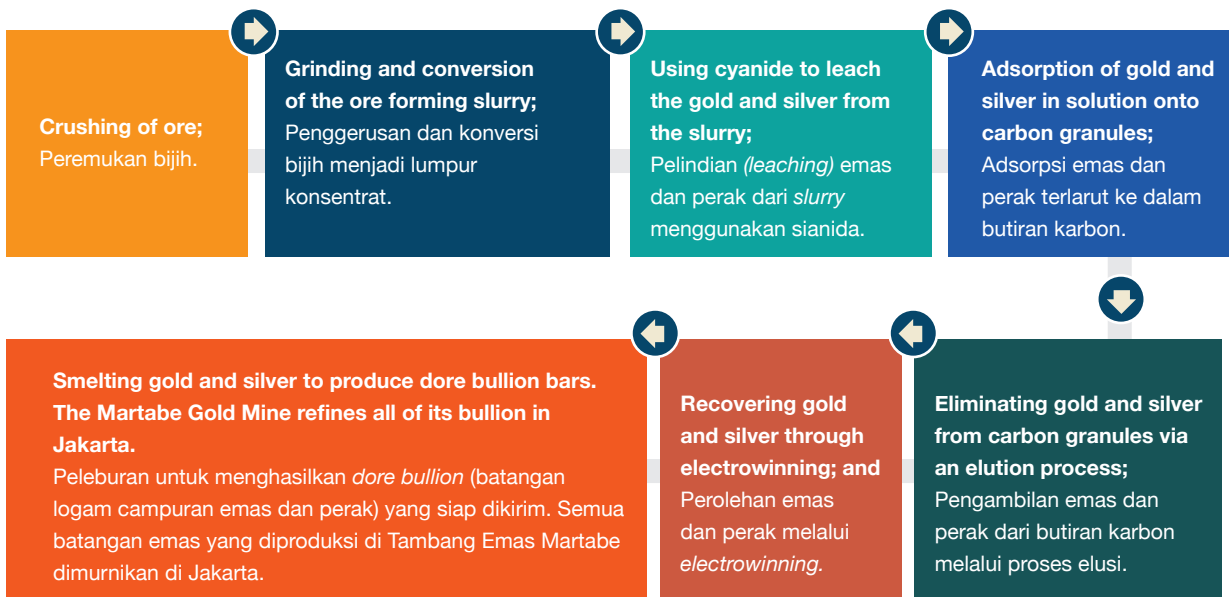 Crushing of ore;
Peremukan bijih.
Grinding and conversion
of the ore forming slurry;
Penggerusan dan konversi
bijih menjadi lumpur
konsentrat.
Using cyanide to leach
the gold and silver from
the slurry;
Pelindian (leaching) emas
dan perak dari slurry
menggunakan sianida.
Adsorption of gold and
silver in solution onto
carbon granules;
Adsorpsi emas dan
perak terlarut ke dalam
butiran karbon.
Eliminating gold and silver
from carbon granules via
an elution process;
Pengambilan emas dan
perak dari butiran karbon
melalui proses elusi.
Recovering gold
and silver through
electrowinning; and
Perolehan emas
dan perak melalui
electrowinning.
Smelting gold and silver to produce dore bullion bars.
The Martabe Gold Mine refines all of its bullion in
Jakarta.
Peleburan untuk menghasilkan dore bullion (batangan
logam campuran emas dan perak) yang siap dikirim. Semua
batangan emas yang diproduksi di Tambang Emas Martabe
dimurnikan di Jakarta.